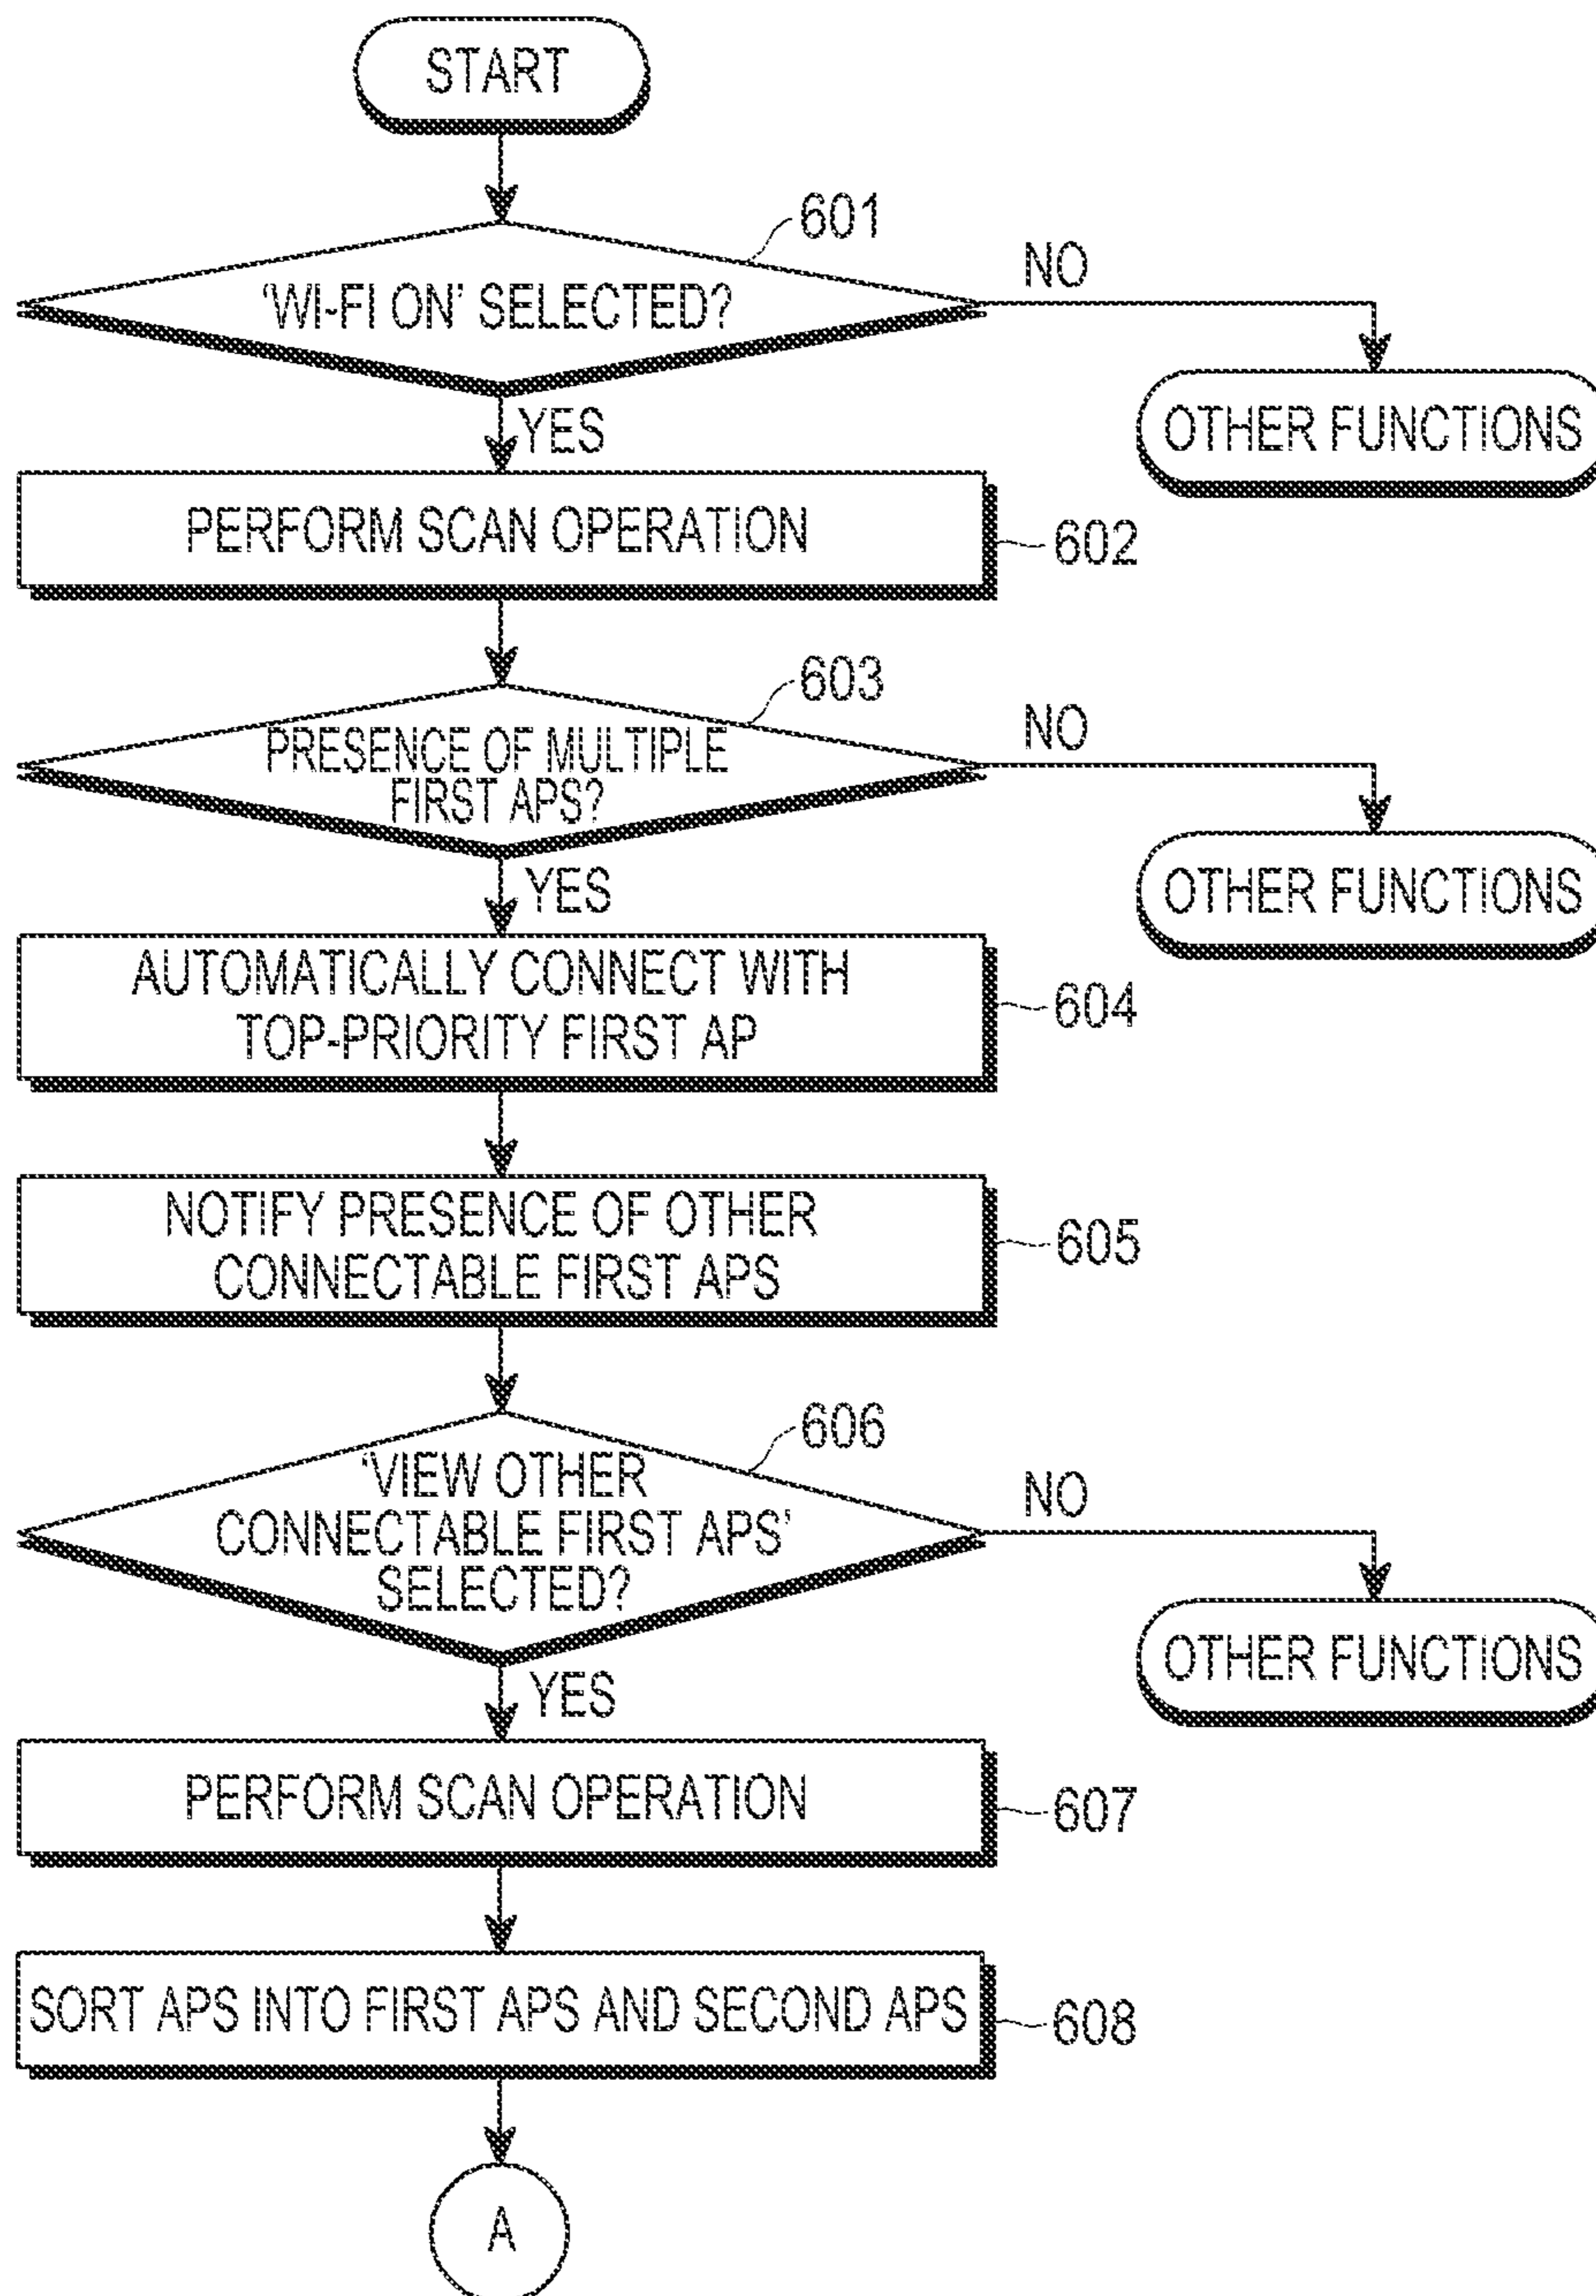 START
601
'WI-FI ON' SELECTED?
NO
OTHER FUNCTIONS
YES
PERFORM SCAN OPERATION
602
603
PRESENCE OF MULTIPLE
FIRST APS?
NO
OTHER FUNCTIONS
YES
AUTOMATICALLY CONNECT WITH
TOP-PRIORITY FIRST AP
604
NOTIFY PRESENCE OF OTHER
CONNECTABLE FIRST APS
605
606
'VIEW OTHER
CONNECTABLE FIRST APS'
SELECTED?
NO
OTHER FUNCTIONS
YES
PERFORM SCAN OPERATION
607
SORT APS INTO FIRST APS AND SECOND APS
608
A